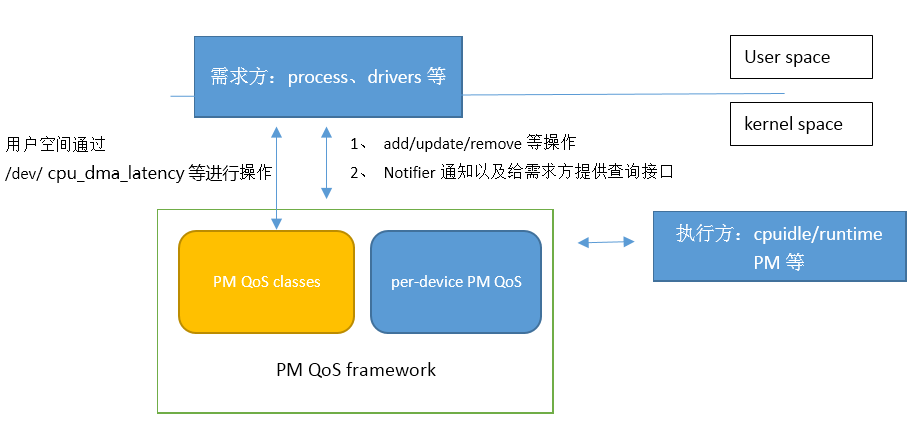 需求方：process、drivers 等
User space
kernel space
用户空间通过
/dev/ cpu_dma_latency 等进行操作
1、 add/update/remove 等操作
2、 Notifier 通知以及给需求方提供查询接口
执行方：cpuidle/runtime
PM 等
PM QoS classes
per-device PM QoS
PM QoS framework